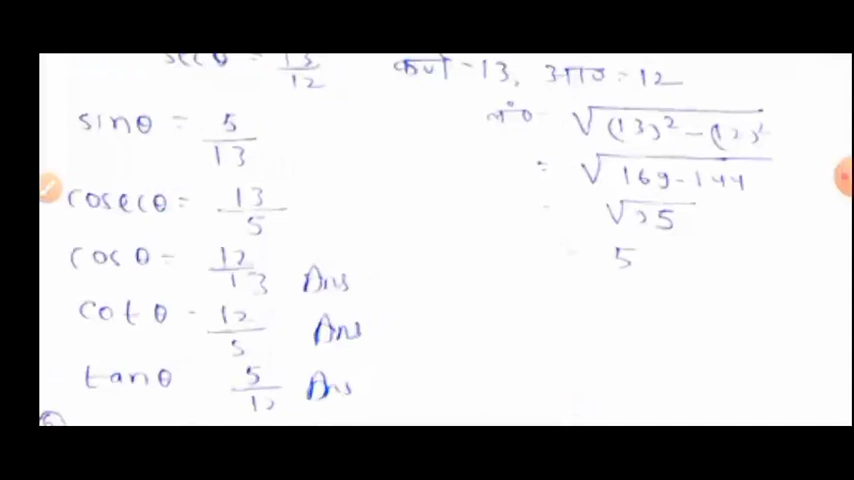 secθ = 13/12
कर्ण = 13, आधार = 12
sinθ = 5/13
लं० = √(13)² - (12)²
= √169-144
cosecθ = 13/5
- √25
cosθ = 12/13 Ans
5
cotθ - 12/5 Ans
tanθ 5/12 Ans